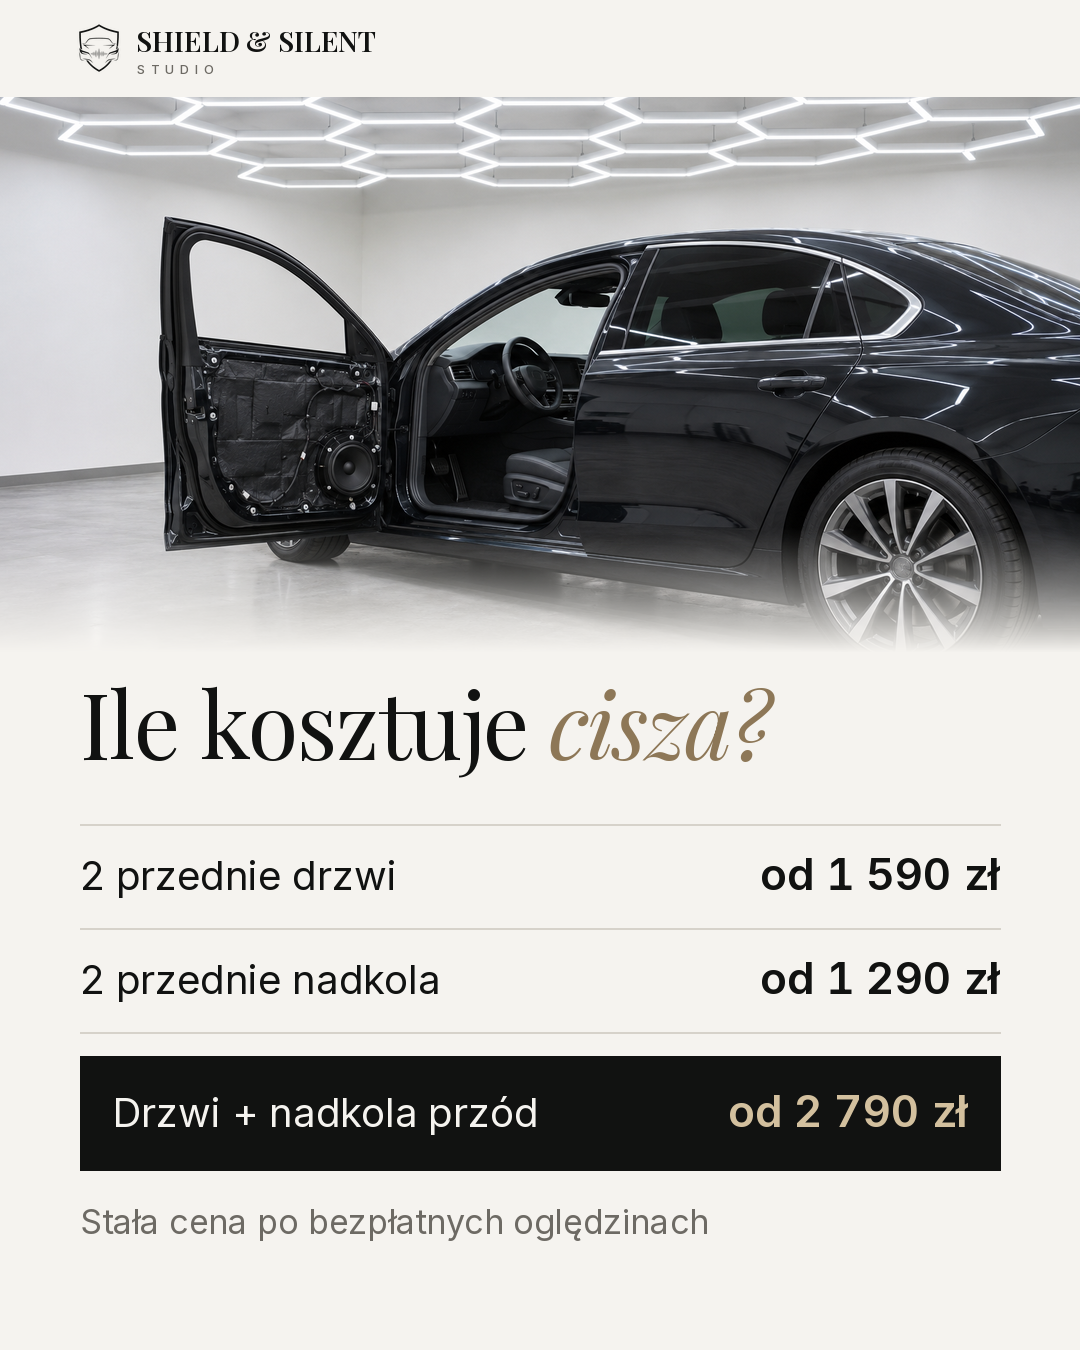 SHIELD & SILENT
STUDIO
Ile kosztuje cisza?
2 przednie drzwi od 1 590 zł
2 przednie nadkola od 1 290 zł
Drzwi + nadkola przód od 2 790 zł
Stała cena po bezpłatnych oględzinach